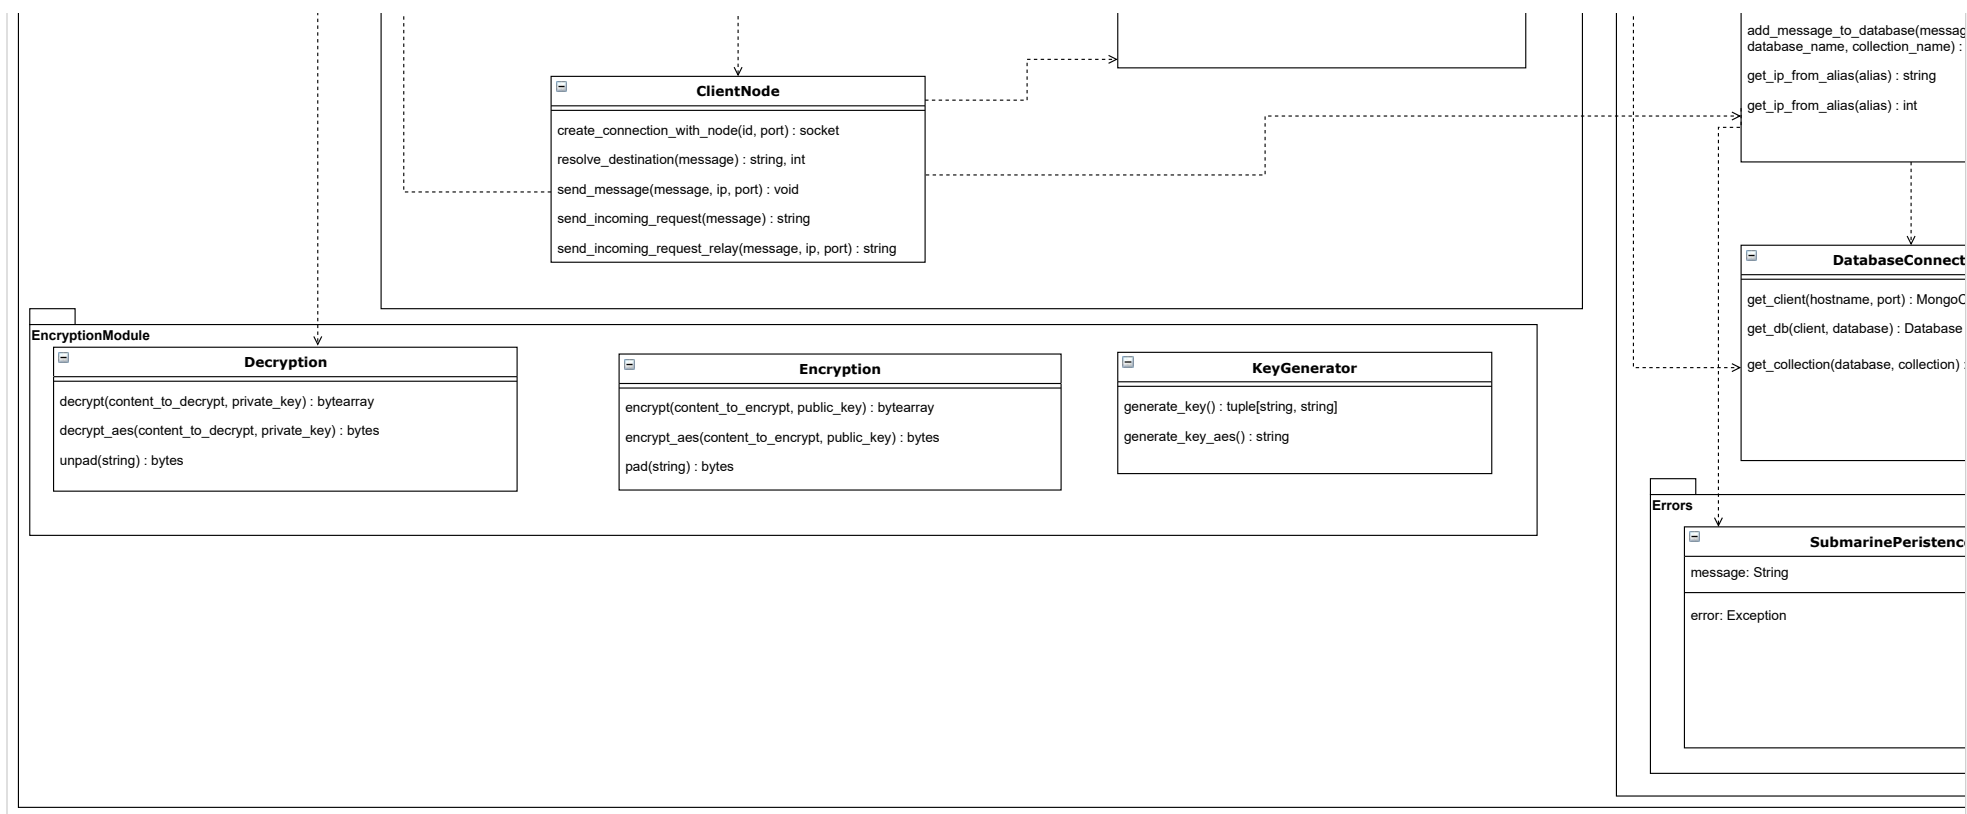 add_message_to_database(messag
database_name, collection_name) :
get_ip_from_alias(alias) : string
get_ip_from_alias(alias) : int
ClientNode
create_connection_with_node(id, port) : socket
resolve_destination(message) : string, int
send_message(message, ip, port) : void
send_incoming_request(message) : string
send_incoming_request_relay(message, ip, port) : string
DatabaseConnect
get_client(hostname, port) : MongoC
get_db(client, database) : Database
get_collection(database, collection) :
EncryptionModule
Decryption
decrypt(content_to_decrypt, private_key) : bytearray
decrypt_aes(content_to_decrypt, private_key) : bytes
unpad(string) : bytes
Encryption
encrypt(content_to_encrypt, public_key) : bytearray
encrypt_aes(content_to_encrypt, public_key) : bytes
pad(string) : bytes
KeyGenerator
generate_key() : tuple[string, string]
generate_key_aes() : string
Errors
SubmarinePeristenc
message: String
error: Exception